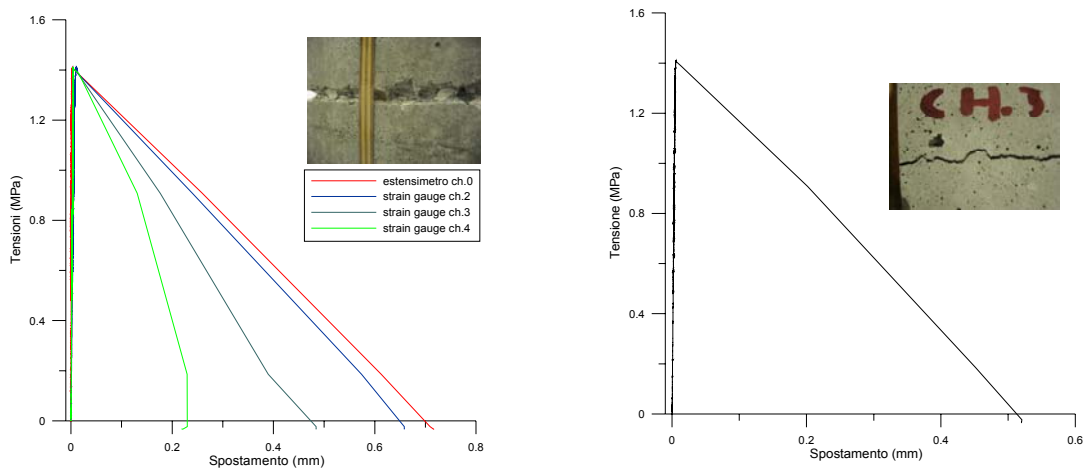 1.6
1.2
0.8
0.4
0
Tensioni (MPa)
0
0.2
0.4
0.6
0.8
Spostamento (mm)
estensimetro ch.0
strain gauge ch.2
strain gauge ch.3
strain gauge ch.4
1.6
1.2
0.8
0.4
0
Tensione (MPa)
0
0.2
0.4
0.6
Spostamento (mm)
CH.3